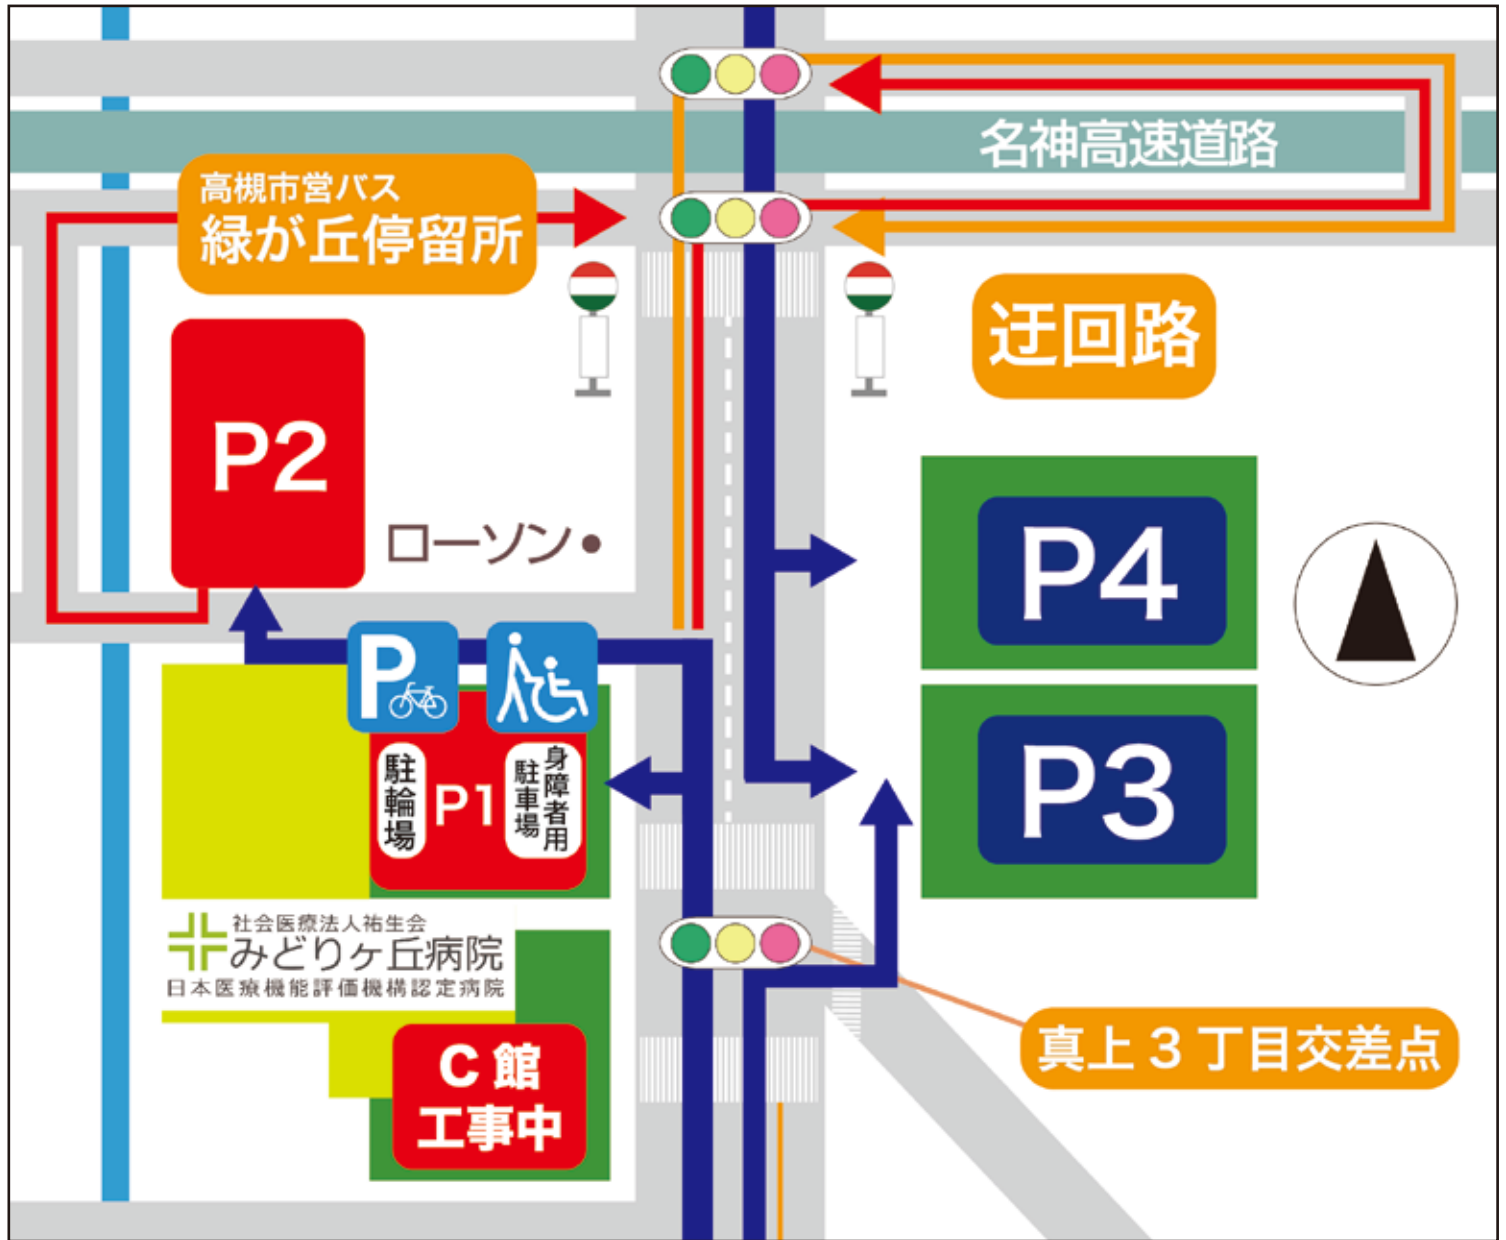 名神高速道路
高槻市営バス
緑が丘停留所
迂回路
P2
ローソン
P4
P
P3
駐輪場
P1
身障者用
駐車場
社会医療法人祐生会
みどりヶ丘病院
日本医療機能評価機構認定病院
真上3丁目交差点
C館
工事中